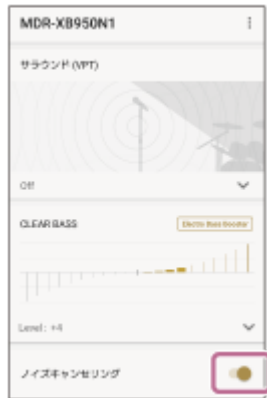 MDR-XB950N1
サラウンド (VPT)
Off
CLEAR BASS
Electro Bass Booster
Level : +4
ノイズキャンセリング